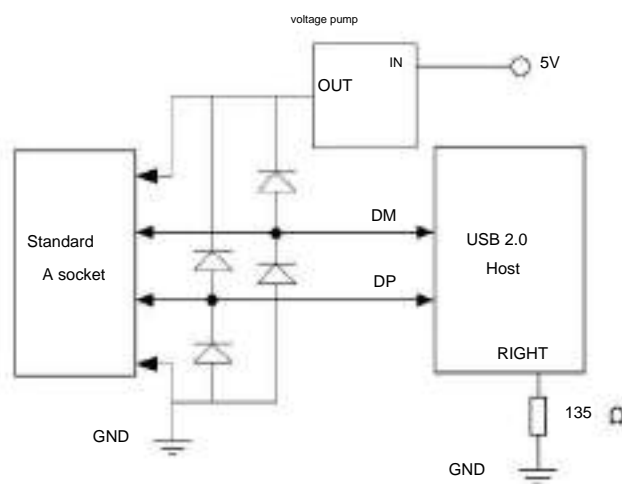 voltage pump
IN
5V
OUT
DM
Standard
A socket
USB 2.0
Host
DP
RIGHT
135 Ω
GND
GND